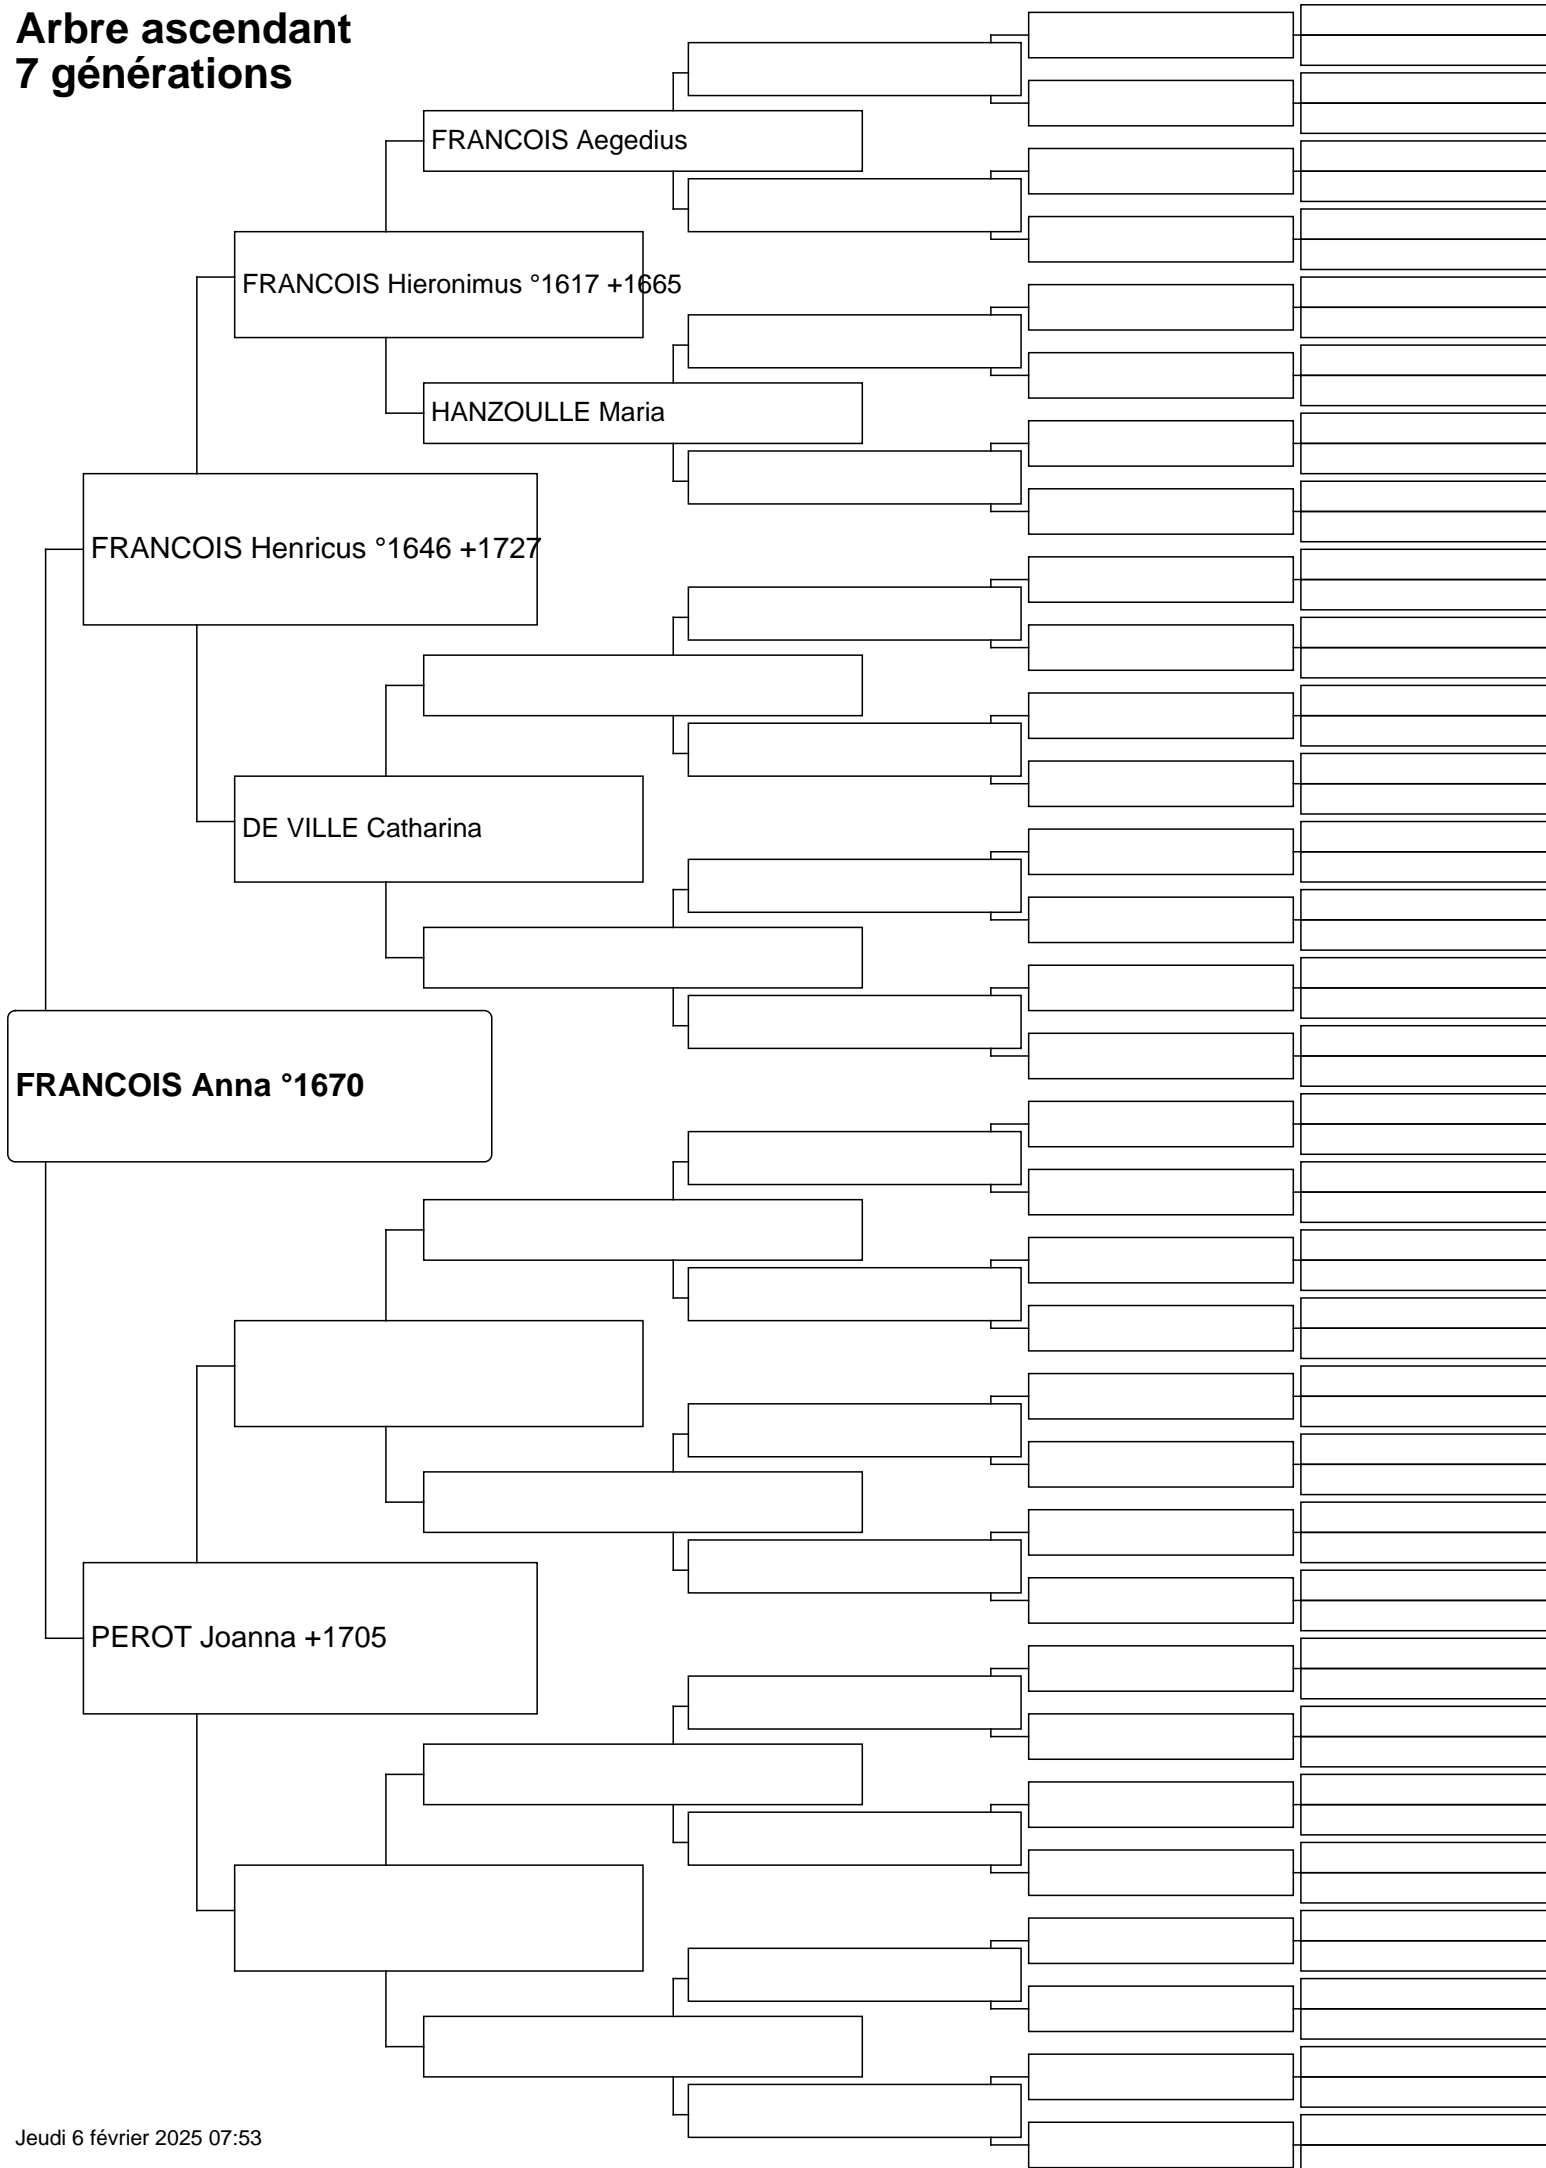 Arbre ascendant
7 générations
FRANCOIS Aegedius
FRANCOIS Hieronimus °1617 +1665
HANZOULLE Maria
FRANCOIS Henricus °1646 +1727
DE VILLE Catharina
FRANCOIS Anna °1670
PEROT Joanna +1705
Jeudi 6 février 2025 07:53